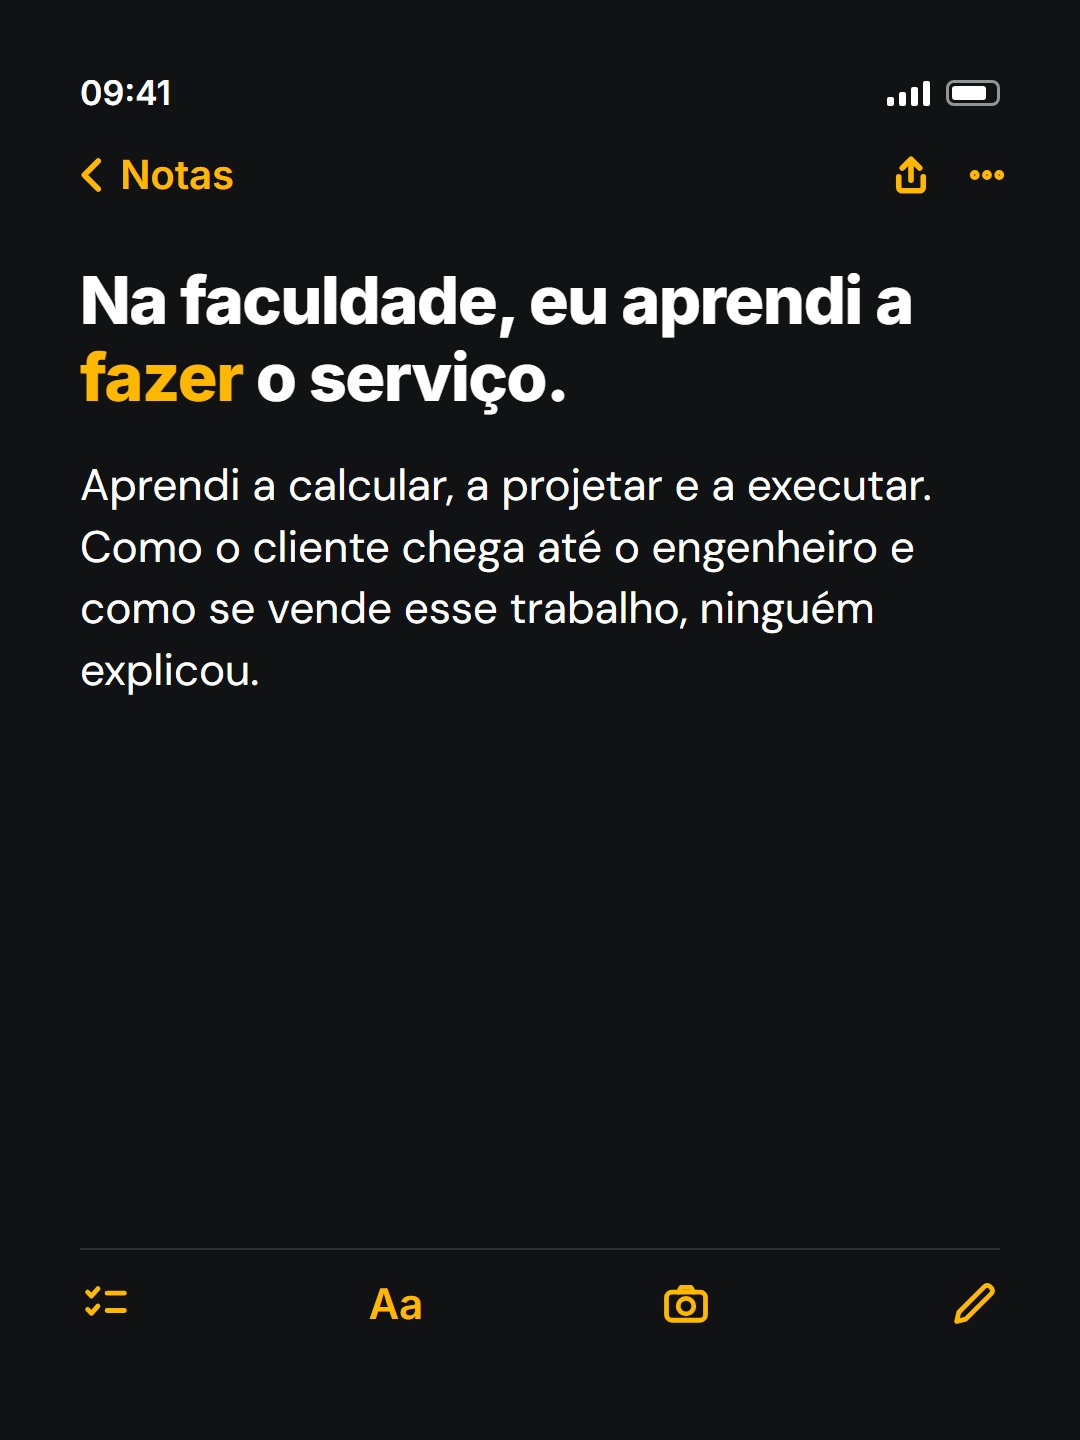 09:41
Notas
Na faculdade, eu aprendi a
fazer o serviço.
Aprendi a calcular, a projetar e a executar.
Como o cliente chega até o engenheiro e
como se vende esse trabalho, ninguém
explicou.
Aa